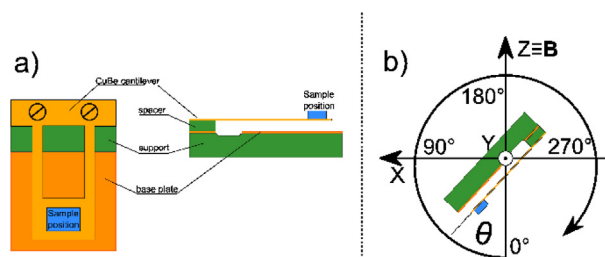 a)
CuBe cantilever
spacer
support
base plate
Sample
position
Sample
position
b)
Z≡B
180°
90°
Y
270°
X
θ
0°